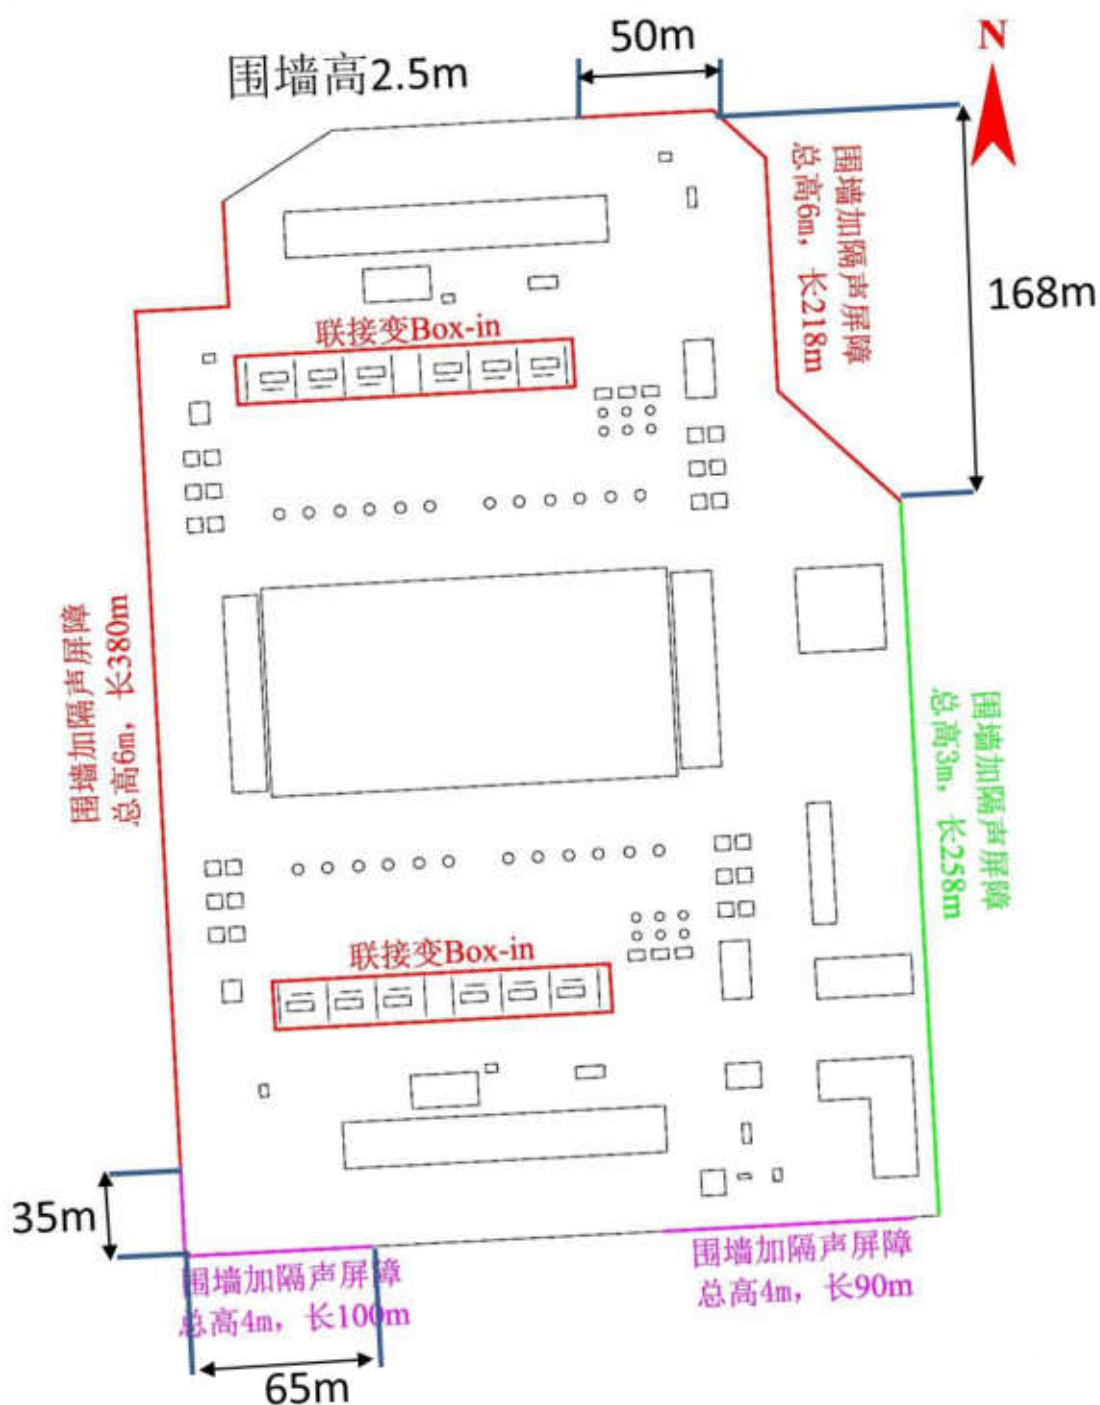 50m
N
围墙高2.5m
围墙加隔声屏障
总高6m，长218m
168m
联接变Box-in
围墙加隔声屏障
总高6m，长380m
围墙加隔声屏障
总高3m，长258m
联接变Box-in
35m
围墙加隔声屏障
总高4m，长100m
围墙加隔声屏障
总高4m，长90m
65m